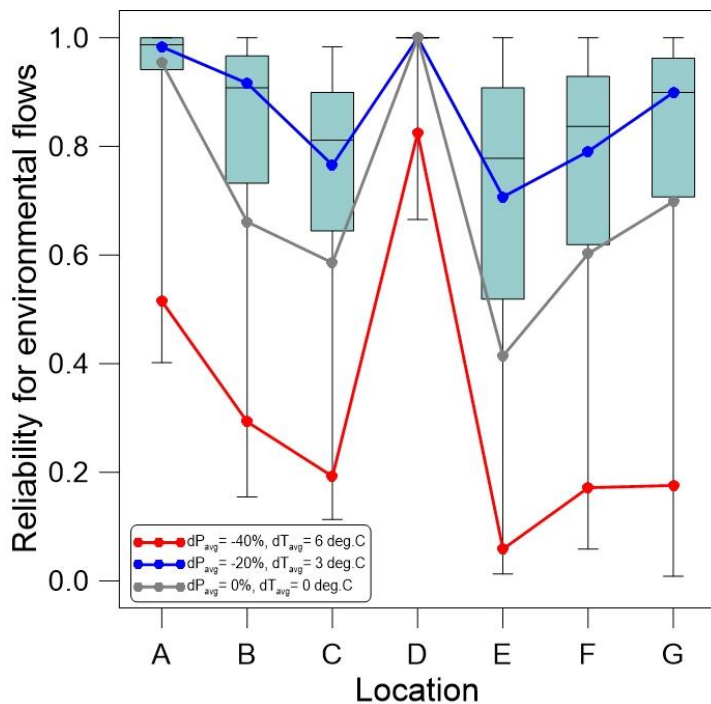 Reliability for environmental flows
1.0
0.8
0.6
0.4
0.2
0.0
dPavg= -40%, dTavg= 6 deg.C
dPavg= -20%, dTavg= 3 deg.C
dPavg= 0%, dTavg= 0 deg.C
A B C D E F G
Location